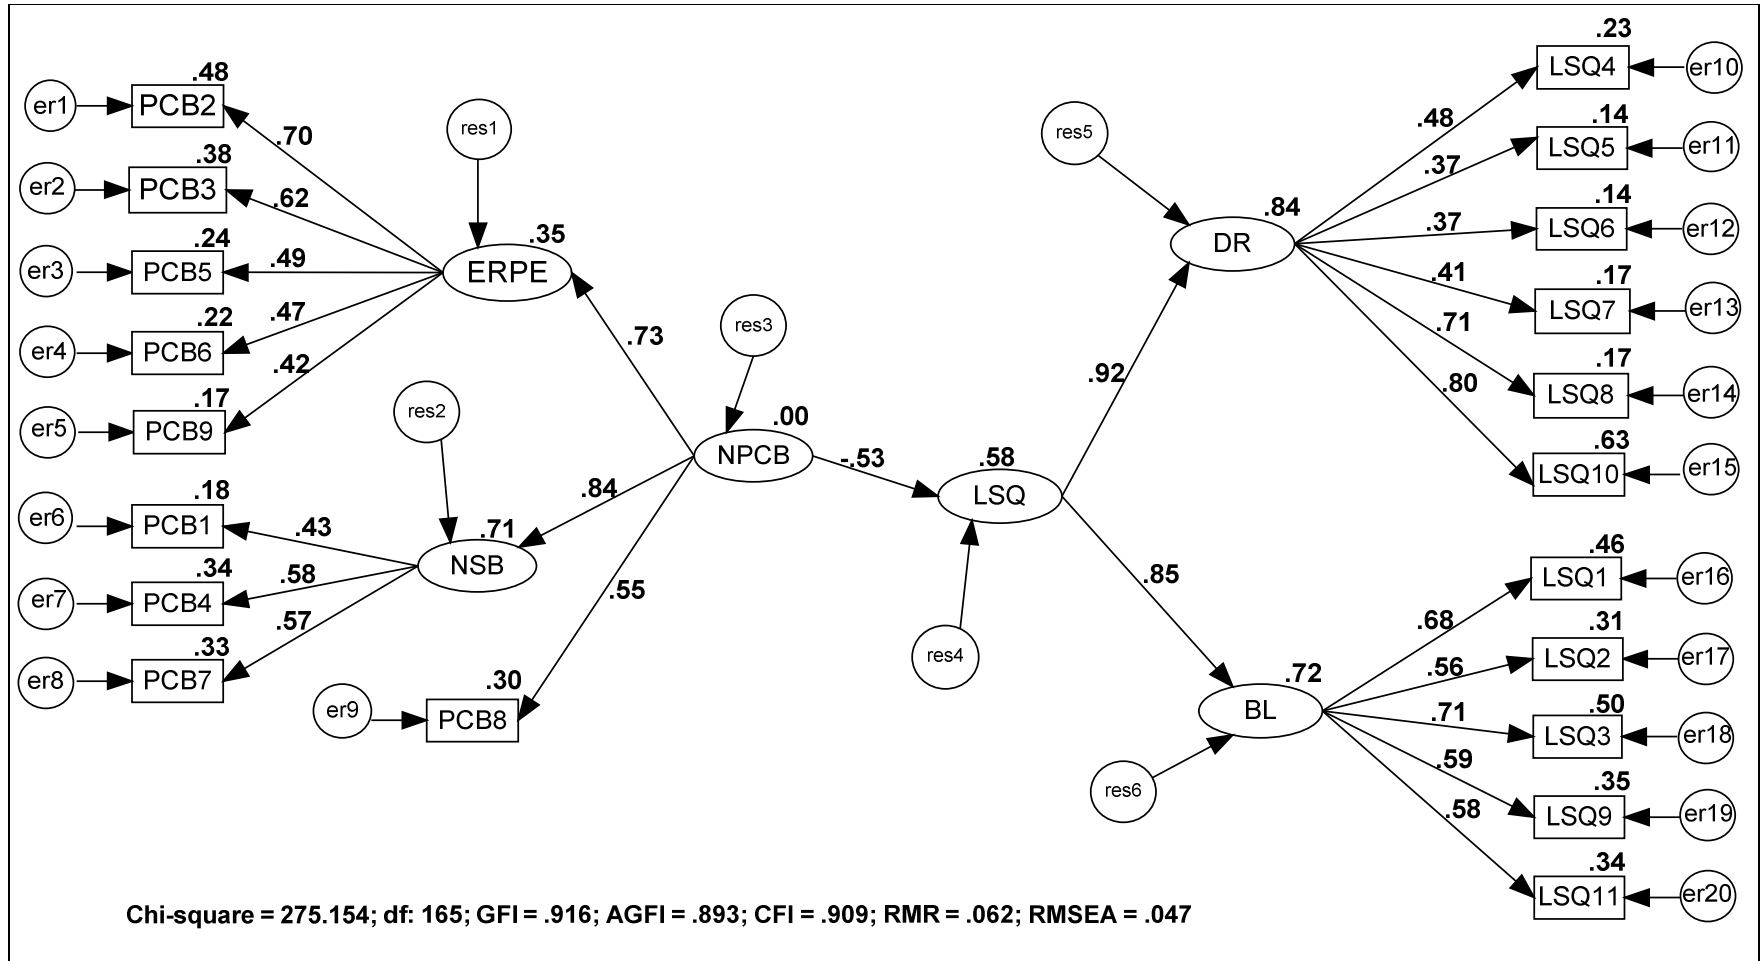 .48
er1 PCB2
.70
.38
er2 PCB3
.62
.24
er3 PCB5
.49
.22
er4 PCB6
.47
.17
er5 PCB9
.42
res1
.35
ERPE
.73
res2
res3
.00
NPCB
-.53
.18
er6 PCB1
.43
.34
er7 PCB4
.58
.33
er8 PCB7
.57
.71
NSB
.84
.55
.30
er9 PCB8
.58
LSQ
res4
.92
.85
res5
.84
DR
.23
.48 LSQ4 er10
.14
.37 LSQ5 er11
.14
.37 LSQ6 er12
.17
.41 LSQ7 er13
.17
.71 LSQ8 er14
.63
.80 LSQ10 er15
.72
BL
res6
.46
.68 LSQ1 er16
.31
.56 LSQ2 er17
.50
.71 LSQ3 er18
.35
.59 LSQ9 er19
.34
.58 LSQ11 er20
Chi-square = 275.154; df: 165; GFI = .916; AGFI = .893; CFI = .909; RMR = .062; RMSEA = .047